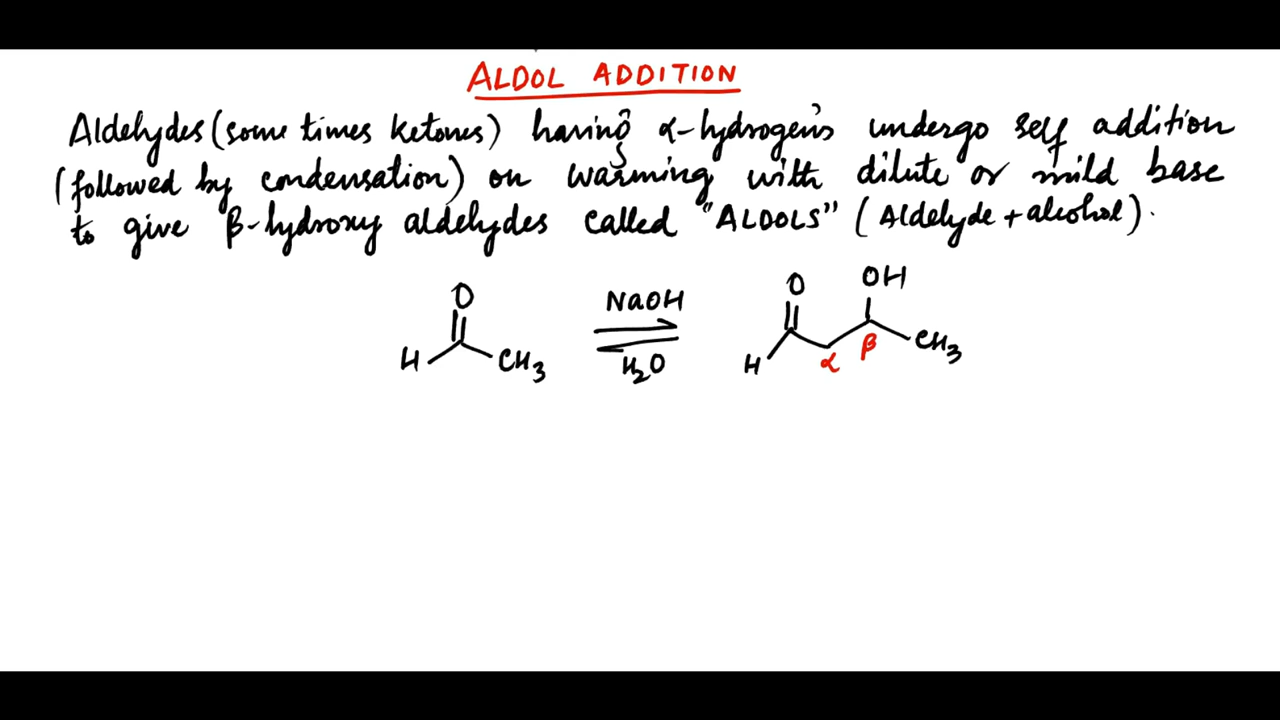 ALDOL ADDITION
Aldehydes (some times ketones) having α-hydrogens undergo self addition
(followed by condensation) on warming with dilute or mild base
to give β-hydroxy aldehydes called "ALDOLS" (Aldehyde + alcohol).
O
H
CH3
NaOH
H2O
O
OH
H
α
β
CH3